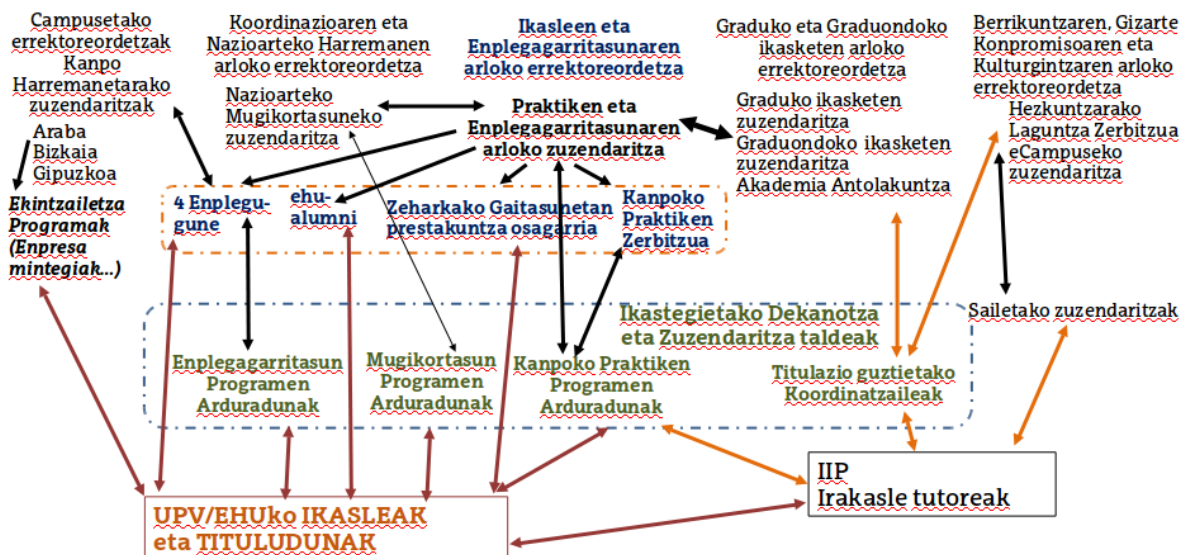 Campusetako
errektoreordetzak
Kanpo
Harremanetarako
zuzendaritzak
Araba
Bizkaia
Gipuzkoa
Ekintzailetza
Programak
(Enpresa
mintegiak...)
Koordinazioaren eta
Nazioarteko Harremanen
arloko errektoreordetza
Nazioarteko
Mugikortasuneko
zuzendaritza
Ikasleen eta
Enplegagarritasunaren
arloko errektoreordetza
Praktiken eta
Enplegagarritasunaren
arloko zuzendaritza
Graduko eta Graduondoko
ikasketen arloko
errektoreordetza
Graduko ikasketen
zuzendaritza
Graduondoko ikasketen
zuzendaritza
Akademia Antolakuntza
Berrikuntzaren, Gizarte
Konpromisoaren eta
Kulturgintzaren arloko
errektoreordetza
Hezkuntzarako
Laguntza Zerbitzua
eCampuseko
zuzendaritza
4 Enplegu-
gune
ehu-
alumni
Zeharkako Gaitasunetan
prestakuntza osagarria
Kanpoko
Praktiken
Zerbitzua
Sailetako zuzendaritzak
Ikastegietako Dekanotza
eta Zuzendaritza taldeak
Enplegagarritasun
Programen
Arduradunak
Mugikortasun
Programen
Arduradunak
Kanpoko Praktiken
Programen
Arduradunak
Titulazio guztietako
Koordinatzaileak
IIP
Irakasle tutoreak
UPV/EHUko IKASLEAK
eta TITULUDUNAK